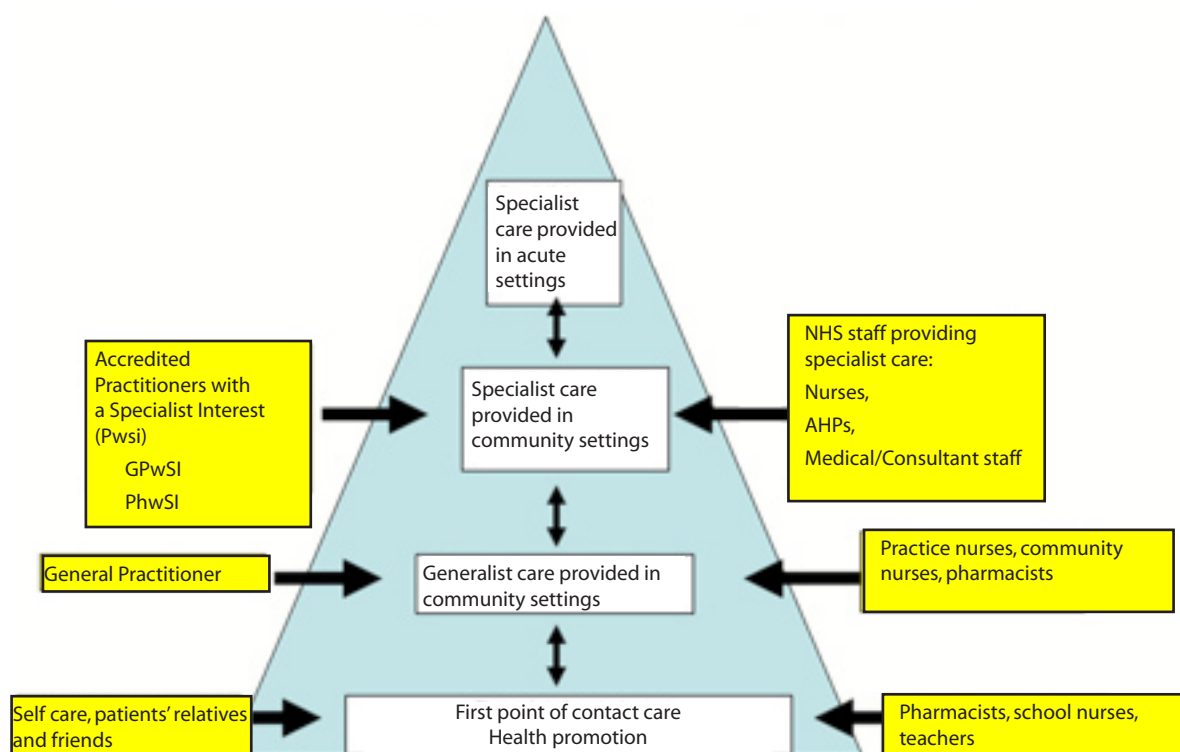 Specialist
care provided
in acute
settings
Accredited
Practitioners with
a Specialist Interest
(Pwsi)
GPwSI
PhwSI
Specialist care
provided in
community settings
NHS staff providing
specialist care:
Nurses,
AHPs,
Medical/Consultant staff
General Practitioner
Generalist care provided in
community settings
Practice nurses, community
nurses, pharmacists
Self care, patients’ relatives
and friends
First point of contact care
Health promotion
Pharmacists, school nurses,
teachers